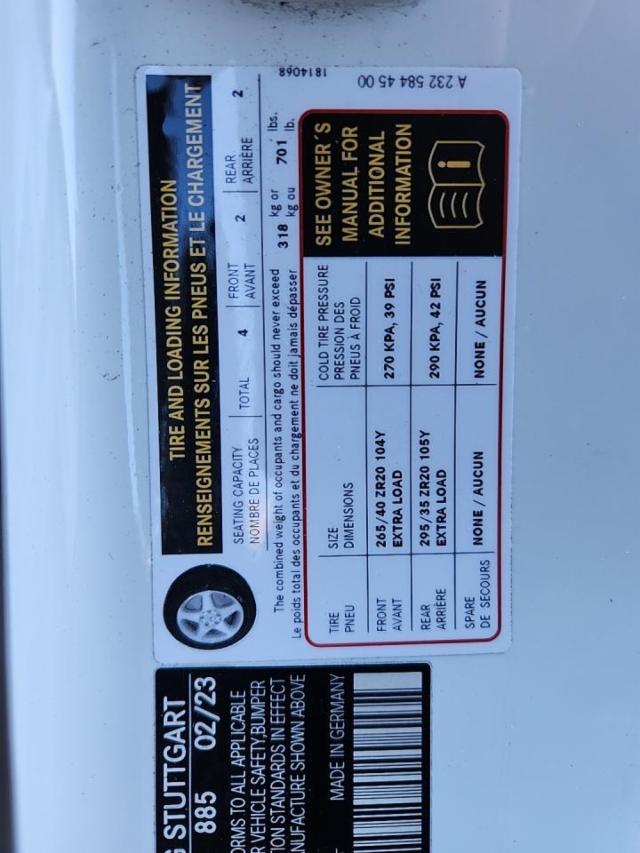 TIRE AND LOADING INFORMATION
RENSEIGNEMENTS SUR LES PNEUS ET LE CHARGEMENT
SEATING CAPACITY
NOMBRE DE PLACES
TOTAL 4
FRONT
AVANT
2
REAR
ARRIÈRE
2
The combined weight of occupants and cargo should never exceed
Le poids total des occupants et du chargement ne doit jamais dépasser
318 kg or
kg ou
701 lbs.
lb.
TIRE
PNEU
SIZE
DIMENSIONS
COLD TIRE PRESSURE
PRESSION DES
PNEUS À FROID
FRONT
AVANT
265/40 ZR20 104Y
EXTRA LOAD
270 KPA, 39 PSI
REAR
ARRIÈRE
295/35 ZR20 105Y
EXTRA LOAD
290 KPA, 42 PSI
SPARE
DE SECOURS
NONE / AUCUN
NONE / AUCUN
SEE OWNER'S
MANUAL FOR
ADDITIONAL
INFORMATION
1814068
A 232 584 45 00
STUTTGART
885 02/23
TO ALL APPLICABLE
VEHICLE SAFETY, BUMPER
STANDARDS IN EFFECT
SHOWN ABOVE
MADE IN GERMANY